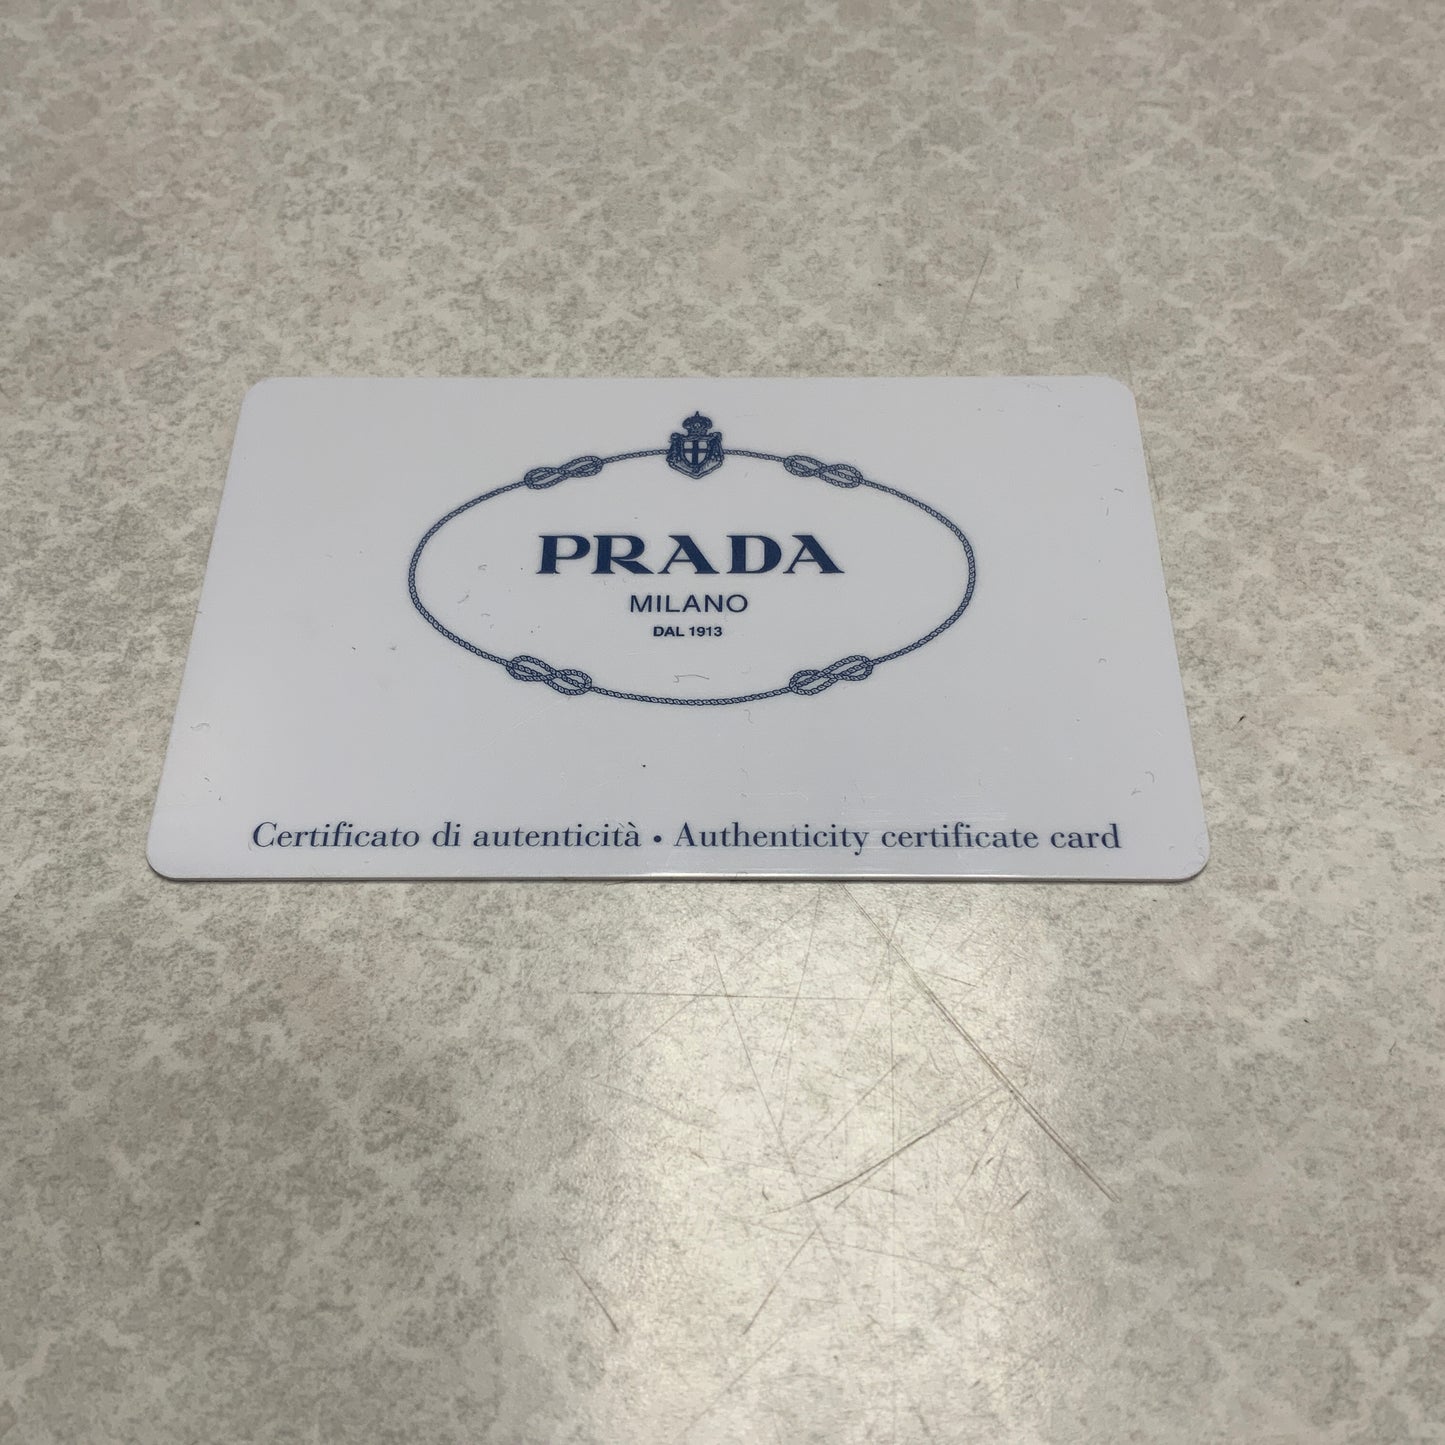 PRADA
MILANO
DAL 1913
Certificato di autenticità • Authenticity certificate card